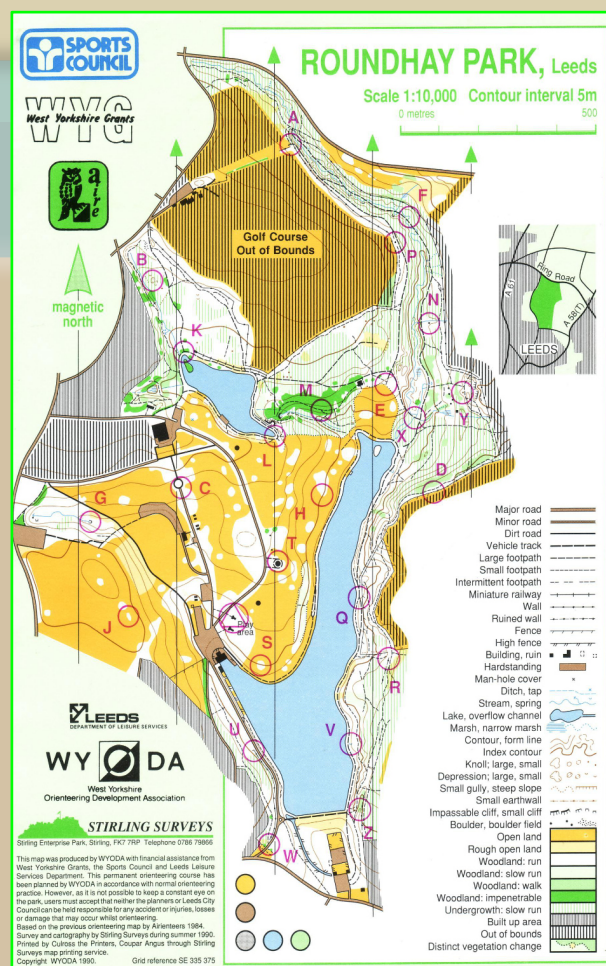 SPORTS
COUNCIL
WYG
West Yorkshire Grants
aire
ROUNDHAY PARK, Leeds
Scale 1:10,000 Contour interval 5m
0 metres 500
magnetic
north
Golf Course
Out of Bounds
A
F
P
B
N
K
M
E
X
Y
L
D
G
C
H
T
J
Q
Play
area
S
R
U
V
Z
W
Ring Road
A 61
A 58(T)
LEEDS
Major road
Minor road
Dirt road
Vehicle track
Large footpath
Small footpath
Intermittent footpath
Miniature railway
Wall
Ruined wall
Fence
High fence
Building, ruin
Hardstanding
Man-hole cover
Ditch, tap
Stream, spring
Lake, overflow channel
Marsh, narrow marsh
Contour, form line
Index contour
Knoll; large, small
Depression; large, small
Small gully, steep slope
Small earthwall
Impassable cliff, small cliff
Boulder, boulder field
Open land
Rough open land
Woodland: run
Woodland: slow run
Woodland: walk
Woodland: impenetrable
Undergrowth: slow run
Built up area
Out of bounds
Distinct vegetation change
LEEDS
DEPARTMENT OF LEISURE SERVICES
WYODA
West Yorkshire
Orienteering Development Association
STIRLING SURVEYS
Stirling Enterprise Park, Stirling, FK7 7RP Telephone 0786 79866
This map was produced by WYODA with financial assistance from
West Yorkshire Grants, the Sports Council and Leeds Leisure
Services Department. This permanent orienteering course has
been planned by WYODA in accordance with normal orienteering
practice. However, as it is not possible to keep a constant eye on
the park, users must accept that neither the planners or Leeds City
Council can be held responsible for any accident or injuries, losses
or damage that may occur whilst orienteering.
Based on the previous orienteering map by Airienteers 1984.
Survey and cartography by Stirling Surveys during summer 1990.
Printed by Culross the Printers, Coupar Angus through Stirling
Surveys map printing service.
Copyright WYODA 1990. Grid reference SE 335 375